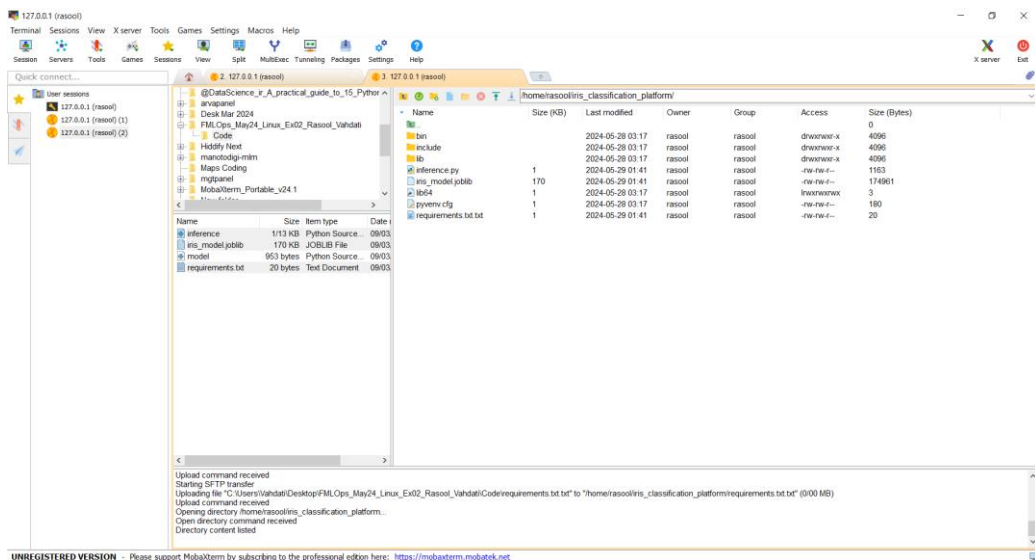 127.0.0.1 (rasool)
Terminal Sessions View X server Tools Games Settings Macros Help
Session Servers Tools Games Sessions View Split MultiExec Tunneling Packages Settings Help X server Exit
Quick connect... 2. 127.0.0.1 (rasool) 3. 127.0.0.1 (rasool)
User sessions
127.0.0.1 (rasool)
127.0.0.1 (rasool) (1)
127.0.0.1 (rasool) (2)
@DataScience_ir_A_practical_guide_to_15_Python
arvapanel
Desk Mar 2024
FMLOps_May24_Linux_Ex02_Rasool_Vahdati
Code
Hiddify Next
manotodigi-mlm
Maps Coding
mgtpanel
MobaXterm_Portable_v24.1
New folder
Name Size Item type Date
inference 1/13 KB Python Source... 09/03
iris_model.joblib 170 KB JOBLIB File 09/03
model 953 bytes Python Source... 09/03
requirements.txt 20 bytes Text Document 09/03
/home/rasool/iris_classification_platform/
Name Size (KB) Last modified Owner Group Access Size (Bytes)
.. 0
bin 2024-05-28 03:17 rasool rasool drwxrwxr-x 4096
include 2024-05-28 03:17 rasool rasool drwxrwxr-x 4096
lib 2024-05-28 03:17 rasool rasool drwxrwxr-x 4096
inference.py 1 2024-05-29 01:41 rasool rasool -rw-rw-r-- 1163
iris_model.joblib 170 2024-05-29 01:41 rasool rasool -rw-rw-r-- 174961
lib64 1 2024-05-28 03:17 rasool rasool lrwxrwxrwx 3
pyvenv.cfg 1 2024-05-28 03:17 rasool rasool -rw-rw-r-- 180
requirements.txt.txt 1 2024-05-29 01:41 rasool rasool -rw-rw-r-- 20
Upload command received
Starting SFTP transfer
Uploading file "C:\Users\Vahdati\Desktop\FMLOps_May24_Linux_Ex02_Rasool_Vahdati\Code\requirements.txt.txt" to "/home/rasool/iris_classification_platform/requirements.txt.txt" (0/00 MB)
Upload command received
Opening directory /home/rasool/iris_classification_platform...
Open directory command received
Directory content listed
UNREGISTERED VERSION - Please support MobaXterm by subscribing to the professional edition here: https://mobaxterm.mobatek.net